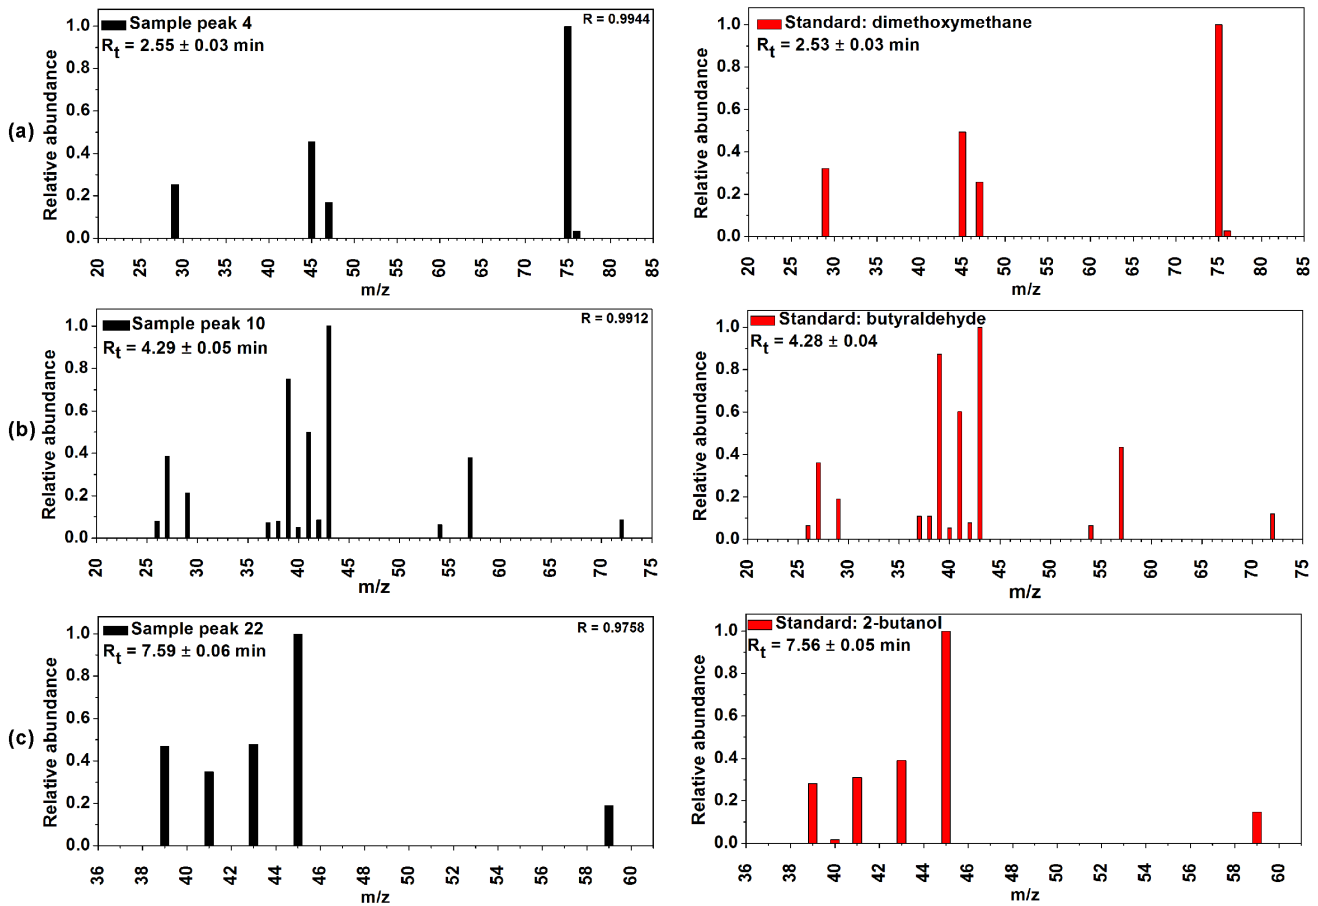 Sample peak 4
R = 0.9944
Rt = 2.55 ± 0.03 min
1.0
0.8
0.6
0.4
0.2
0.0
Relative abundance
20 25 30 35 40 45 50 55 60 65 70 75 80 85
m/z
(a)
Standard: dimethoxymethane
Rt = 2.53 ± 0.03 min
1.0
0.8
0.6
0.4
0.2
0.0
Relative abundance
20 25 30 35 40 45 50 55 60 65 70 75 80 85
m/z
Sample peak 10
R = 0.9912
Rt = 4.29 ± 0.05 min
1.0
0.8
0.6
0.4
0.2
0.0
Relative abundance
20 25 30 35 40 45 50 55 60 65 70 75
m/z
(b)
Standard: butyraldehyde
Rt = 4.28 ± 0.04
1.0
0.8
0.6
0.4
0.2
0.0
Relative abundance
20 25 30 35 40 45 50 55 60 65 70 75
m/z
Sample peak 22
R = 0.9758
Rt = 7.59 ± 0.06 min
1.0
0.8
0.6
0.4
0.2
0.0
Relative abundance
36 38 40 42 44 46 48 50 52 54 56 58 60
m/z
(c)
Standard: 2-butanol
Rt = 7.56 ± 0.05 min
1.0
0.8
0.6
0.4
0.2
0.0
Relative abundance
36 38 40 42 44 46 48 50 52 54 56 58 60
m/z